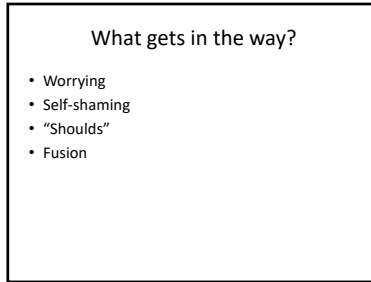 What gets in the way?
• Worrying
• Self-shaming
• “Shoulds”
• Fusion